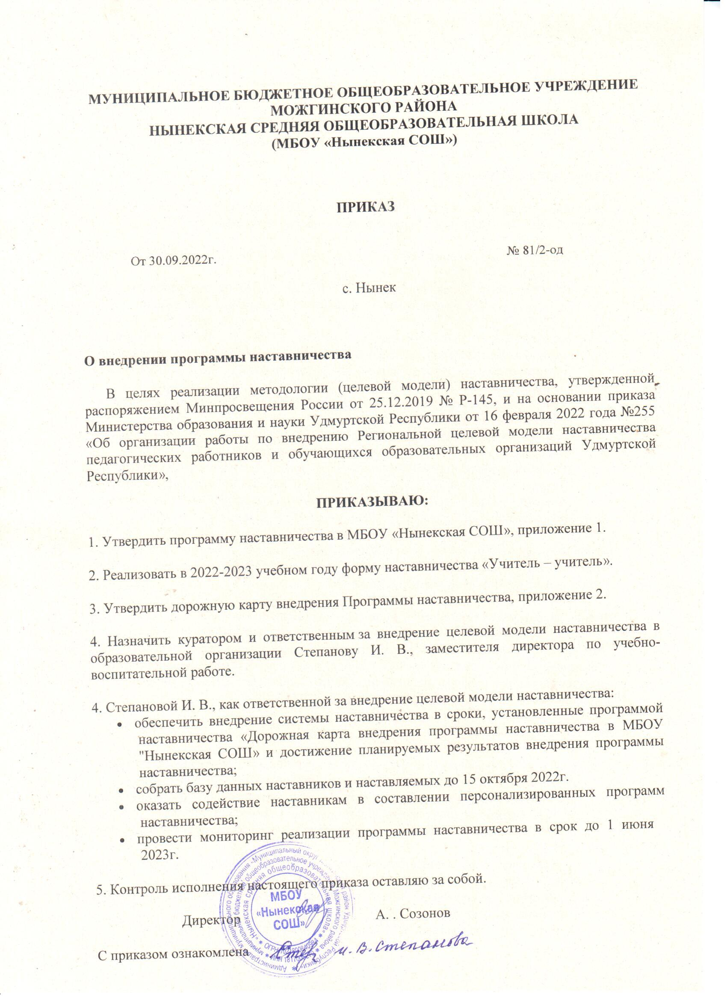 МУНИЦИПАЛЬНОЕ БЮДЖЕТНОЕ ОБЩЕОБРАЗОВАТЕЛЬНОЕ УЧРЕЖДЕНИЕ
МОЖГИНСКОГО РАЙОНА
НЫНЕКСКАЯ СРЕДНЯЯ ОБЩЕОБРАЗОВАТЕЛЬНАЯ ШКОЛА
(МБОУ «Нынекская СОШ»)
ПРИКАЗ
От 30.09.2022г.
№ 81/2-од
с. Нынек
О внедрении программы наставничества
В целях реализации методологии (целевой модели) наставничества, утвержденной
распоряжением Минпросвещения России от 25.12.2019 № Р-145, и на основании приказа
Министерства образования и науки Удмуртской Республики от 16 февраля 2022 года №255
«Об организации работы по внедрению Региональной целевой модели наставничества
педагогических работников и обучающихся образовательных организаций Удмуртской
Республики»,
ПРИКАЗЫВАЮ:
1. Утвердить программу наставничества в МБОУ «Нынекская СОШ», приложение 1.
2. Реализовать в 2022-2023 учебном году форму наставничества «Учитель – учитель».
3. Утвердить дорожную карту внедрения Программы наставничества, приложение 2.
4. Назначить куратором и ответственным за внедрение целевой модели наставничества в
образовательной организации Степанову И. В., заместителя директора по учебно-
воспитательной работе.
4. Степановой И. В., как ответственной за внедрение целевой модели наставничества:
• обеспечить внедрение системы наставничества в сроки, установленные программой
наставничества «Дорожная карта внедрения программы наставничества в МБОУ
"Нынекская СОШ» и достижение планируемых результатов внедрения программы
наставничества;
• собрать базу данных наставников и наставляемых до 15 октября 2022г.
• оказать содействие наставникам в составлении персонализированных программ
наставничества;
• провести мониторинг реализации программы наставничества в срок до 1 июня
2023г.
5. Контроль исполнения настоящего приказа оставляю за собой.
Директор
А. . Созонов
С приказом ознакомлена
И. В. Степанова
МБОУ
«Нынекская
СОШ»
«Нынекская средняя общеобразовательная школа»
муниципальное бюджетное общеобразовательное учреждение Можгинского района